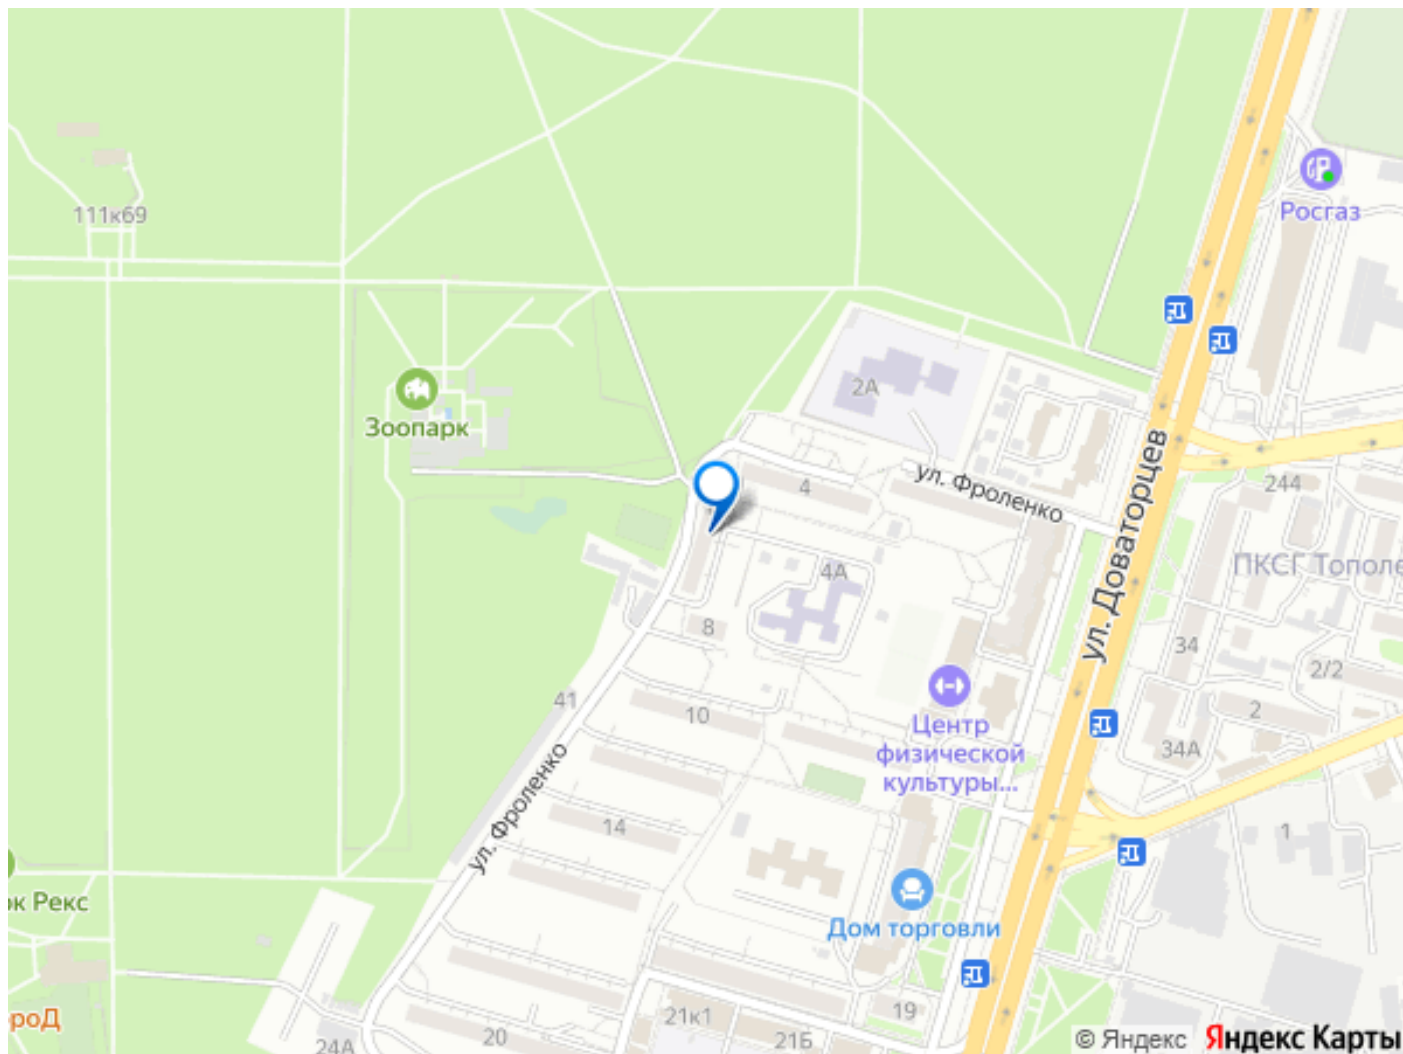 111к69
Росгаз
Зоопарк
2А
ул. Фроленко
ул. Доваторцев
4
244
4А
ПКСГ Тополе
8
34
2/2
41
10
2
Центр
физической
культуры...
34А
ул. Фроленко
14
1
ок Рекс
Дом торговли
роД
19
21к1
20
21Б
24А
© Яндекс
Яндекс Карты